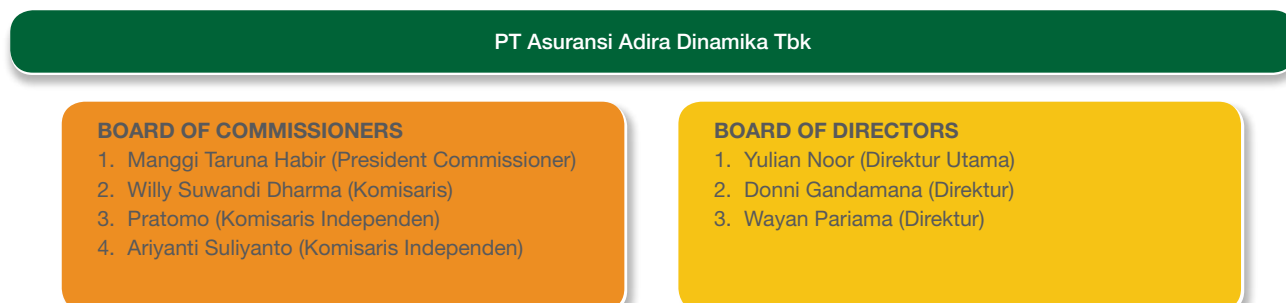 PT Asuransi Adira Dinamika Tbk
BOARD OF COMMISSIONERS
1. Manggi Taruna Habir (President Commissioner)
2. Willy Suwandi Dharma (Komisaris)
3. Pratomo (Komisaris Independen)
4. Ariyanti Suliyanto (Komisaris Independen)
BOARD OF DIRECTORS
1. Yulian Noor (Direktur Utama)
2. Donni Gandamana (Direktur)
3. Wayan Pariama (Direktur)